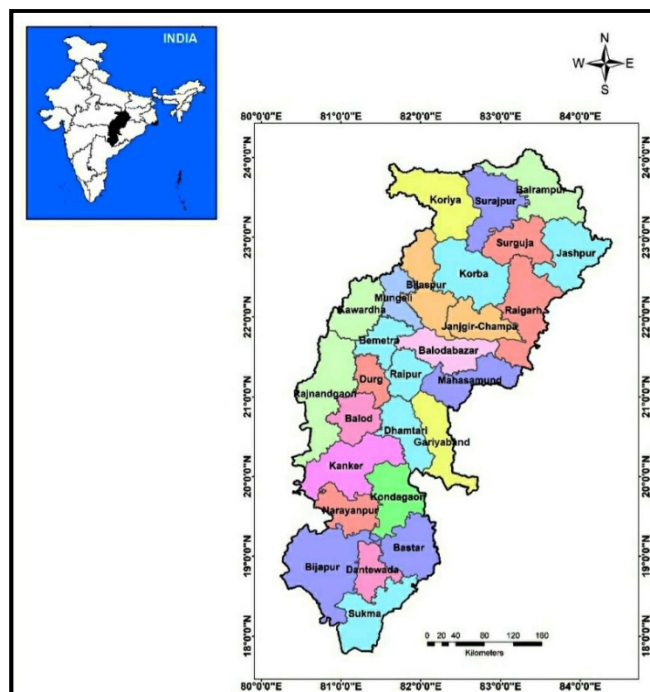 INDIA
N
W E
S
80°0'0"E 81°0'0"E 82°0'0"E 83°0'0"E 84°0'0"E
24°0'0"N
23°0'0"N
22°0'0"N
21°0'0"N
20°0'0"N
19°0'0"N
18°0'0"N
Balrampur
Koriya
Surajpur
Surguja
Jashpur
Korba
Bilaspur
Mungeli
Raigarh
Kawardha
Janjgir-Champa
Bemetra
Balodabazar
Durg
Raipur
Mahasamund
Rajnandgaon
Balod
Dhamtari
Gariyaband
Kanker
Kondagaon
Narayanpur
Bastar
Bijapur
Dantewada
Sukma
0 20 40 80 120 160
Kilometers
24°0'0"N
23°0'0"N
22°0'0"N
21°0'0"N
20°0'0"N
19°0'0"N
18°0'0"N
80°0'0"E 81°0'0"E 82°0'0"E 83°0'0"E 84°0'0"E